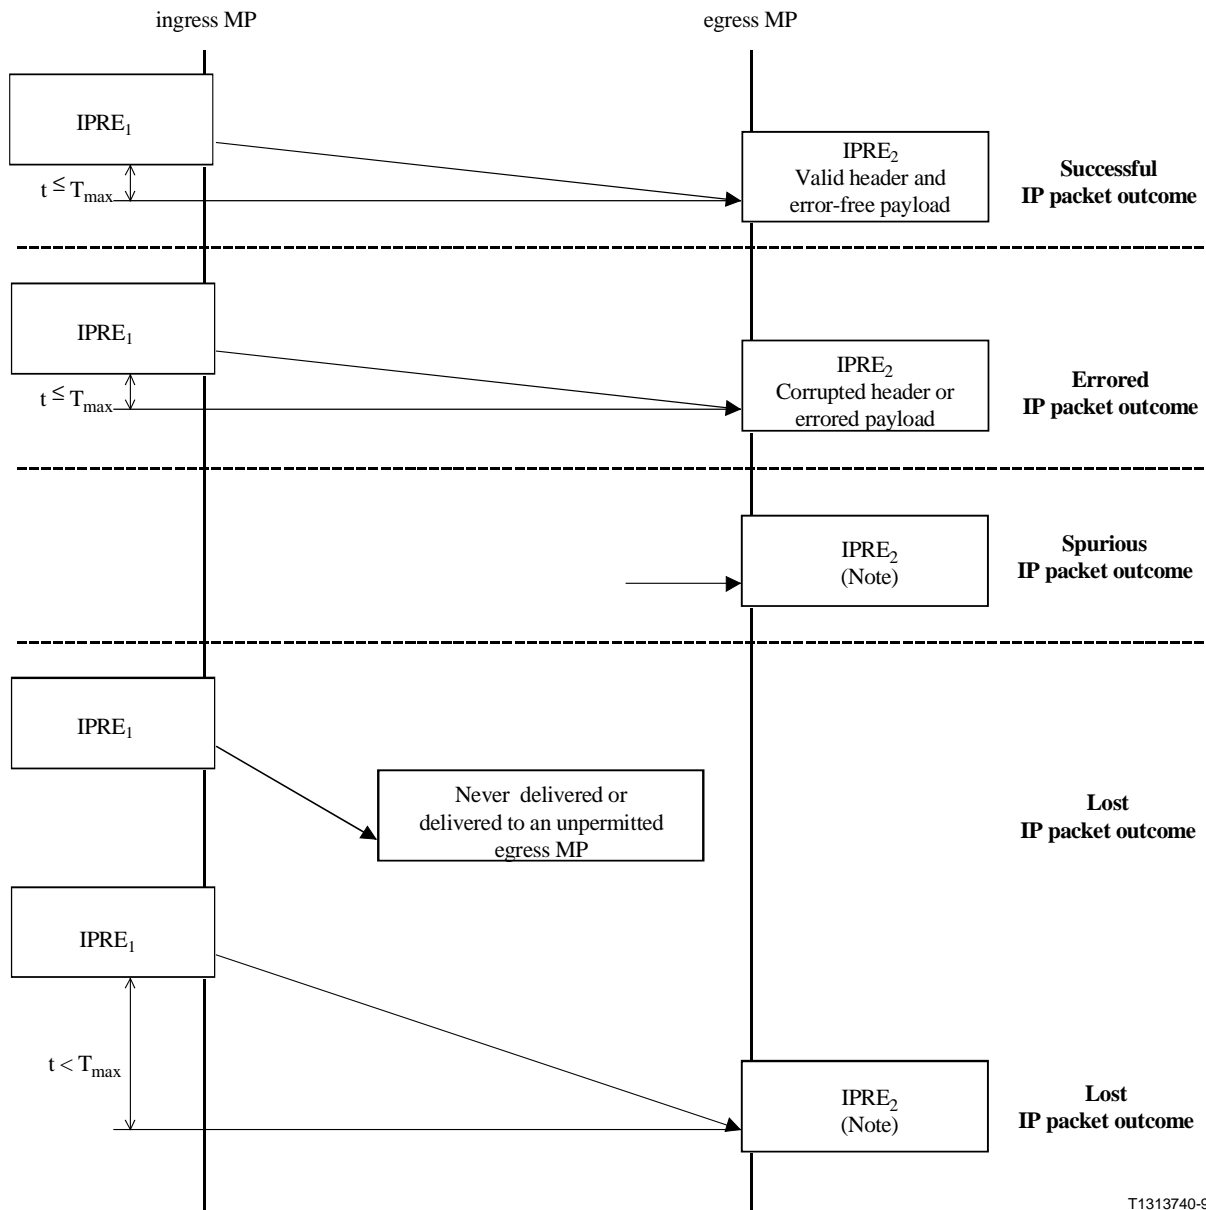 ingress MP
egress MP
IPRE1
t ≤ Tmax
IPRE2
Valid header and
error-free payload
Successful
IP packet outcome
IPRE1
t ≤ Tmax
IPRE2
Corrupted header or
errored payload
Errored
IP packet outcome
IPRE2
(Note)
Spurious
IP packet outcome
IPRE1
Never delivered or
delivered to an unpermitted
egress MP
Lost
IP packet outcome
IPRE1
t < Tmax
IPRE2
(Note)
Lost
IP packet outcome
T1313740-9